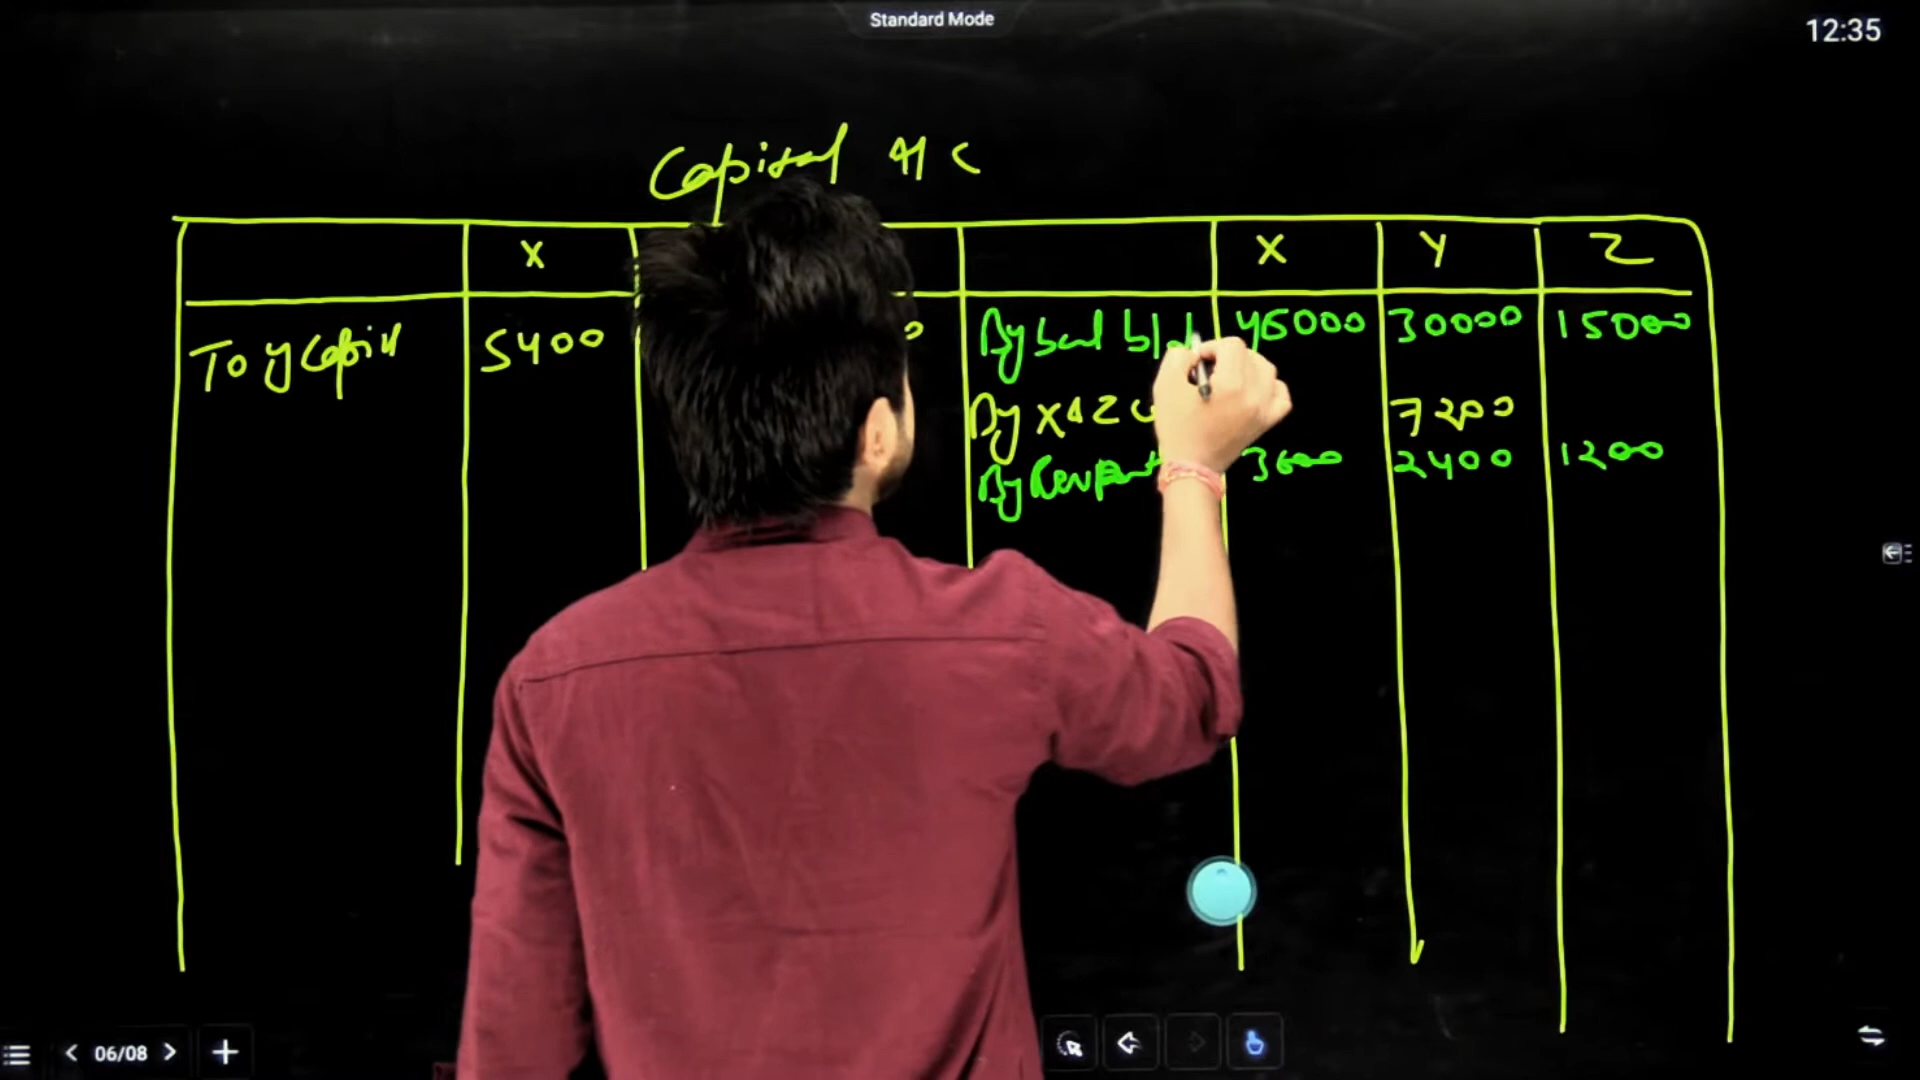 Standard Mode
12:35
Capital A/C
X X Y Z
To y Capital 5400 By bal b/d 45000 30000 15000
By X & Z 7200
By Rev 3600 2400 1200
06/08